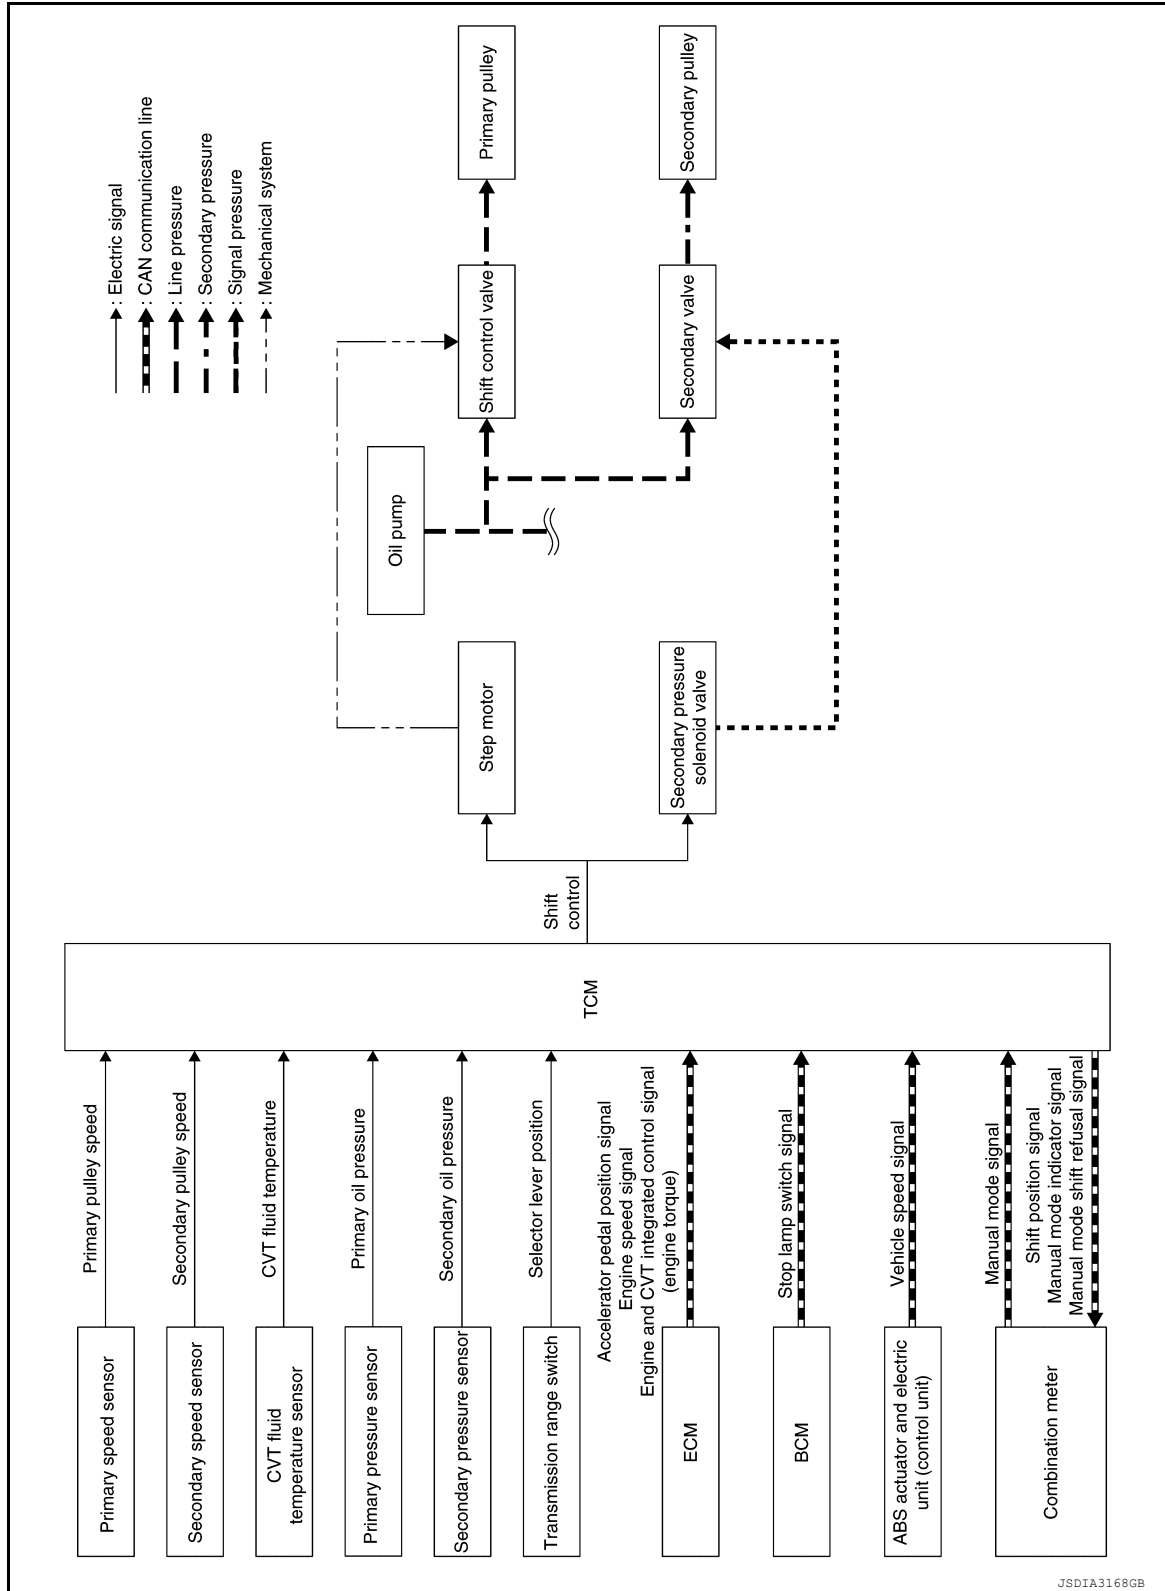 Primary speed sensor
Secondary speed sensor
CVT fluid
temperature sensor
Primary pressure sensor
Secondary pressure sensor
Transmission range switch
ECM
BCM
ABS actuator and electric
unit (control unit)
Combination meter
Primary pulley speed
Secondary pulley speed
CVT fluid temperature
Primary oil pressure
Secondary oil pressure
Selector lever position
Accelerator pedal position signal
Engine speed signal
Engine and CVT integrated control signal
(engine torque)
Stop lamp switch signal
Vehicle speed signal
Manual mode signal
Shift position signal
Manual mode indicator signal
Manual mode shift refusal signal
TCM
Shift
control
Step motor
Secondary pressure
solenoid valve
Oil pump
Shift control valve
Secondary valve
Primary pulley
Secondary pulley
: Electric signal
: CAN communication line
: Line pressure
: Secondary pressure
: Signal pressure
: Mechanical system
JSDIA3168GB